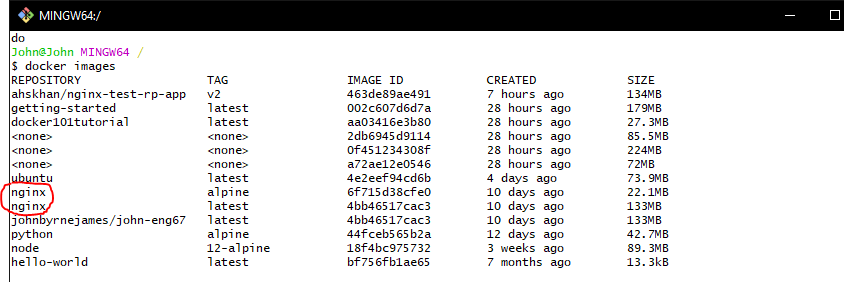 MINGW64:/
do
John@John MINGW64 /
$ docker images
REPOSITORY TAG IMAGE ID CREATED SIZE
ahskhan/nginx-test-rp-app v2 463de89ae491 7 hours ago 134MB
getting-started latest 002c607d6d7a 28 hours ago 179MB
docker101tutorial latest aa03416e3b80 28 hours ago 27.3MB
<none> <none> 2db6945d9114 28 hours ago 85.5MB
<none> <none> 0f451234308f 28 hours ago 224MB
<none> <none> a72ae12e0546 28 hours ago 72MB
ubuntu latest 4e2eef94cd6b 4 days ago 73.9MB
nginx alpine 6f715d38cfe0 10 days ago 22.1MB
nginx latest 4bb46517cac3 10 days ago 133MB
johnbyrnejames/john-eng67 latest 4bb46517cac3 10 days ago 133MB
python alpine 44fceb565b2a 12 days ago 42.7MB
node 12-alpine 18f4bc975732 3 weeks ago 89.3MB
hello-world latest bf756fb1ae65 7 months ago 13.3kB